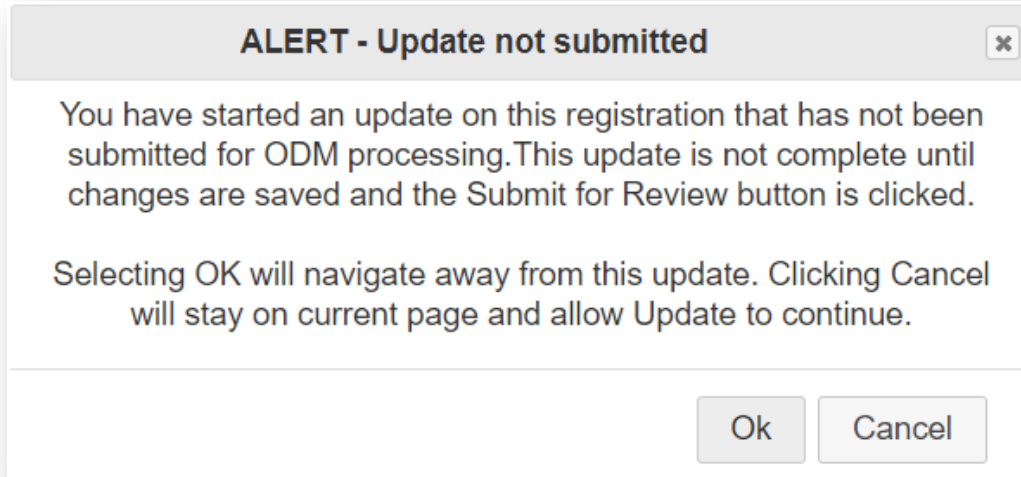 ALERT - Update not submitted
You have started an update on this registration that has not been
submitted for ODM processing.This update is not complete until
changes are saved and the Submit for Review button is clicked.
Selecting OK will navigate away from this update. Clicking Cancel
will stay on current page and allow Update to continue.
Ok
Cancel